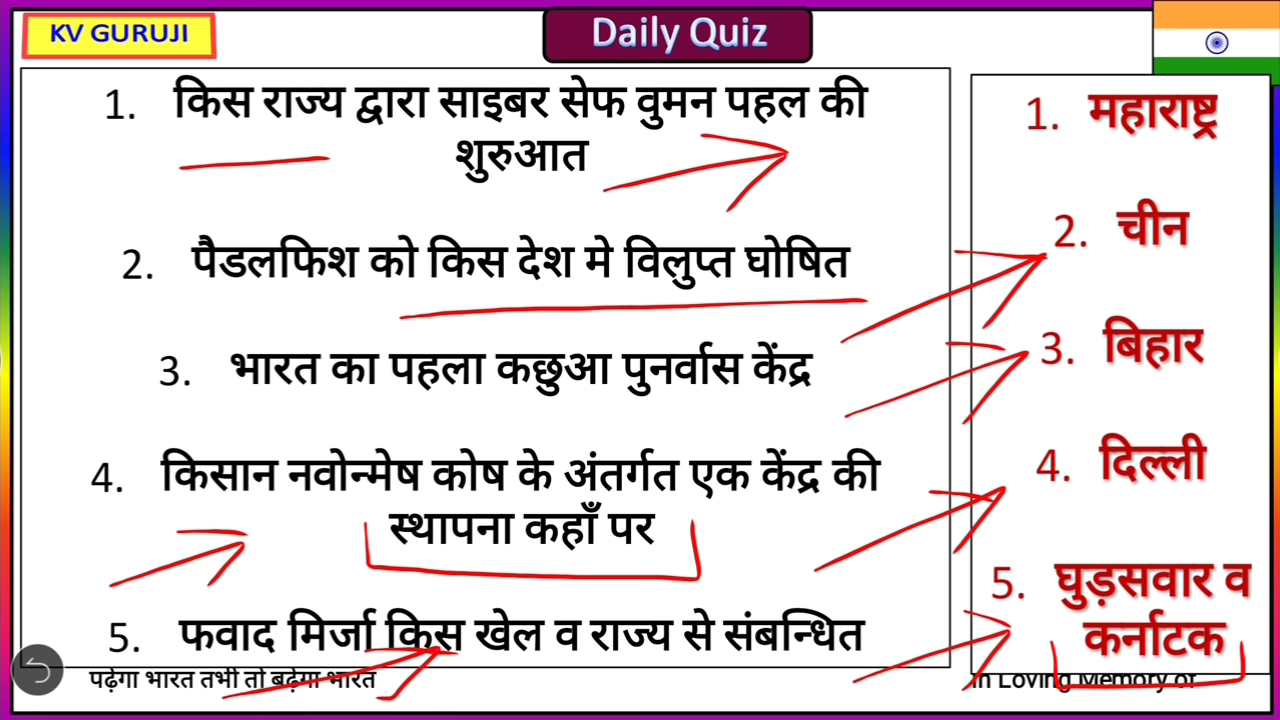 KV GURUJI
Daily Quiz
1. किस राज्य द्वारा साइबर सेफ वुमन पहल की
शुरुआत
2. पैडलफिश को किस देश मे विलुप्त घोषित
3. भारत का पहला कछुआ पुनर्वास केंद्र
4. किसान नवोन्मेष कोष के अंतर्गत एक केंद्र की
स्थापना कहाँ पर
5. फवाद मिर्जा किस खेल व राज्य से संबन्धित
1. महाराष्ट्र
2. चीन
3. बिहार
4. दिल्ली
5. घुड़सवार व
कर्नाटक
पढ़ेगा भारत तभी तो बढ़ेगा भारत
In Loving Memory of